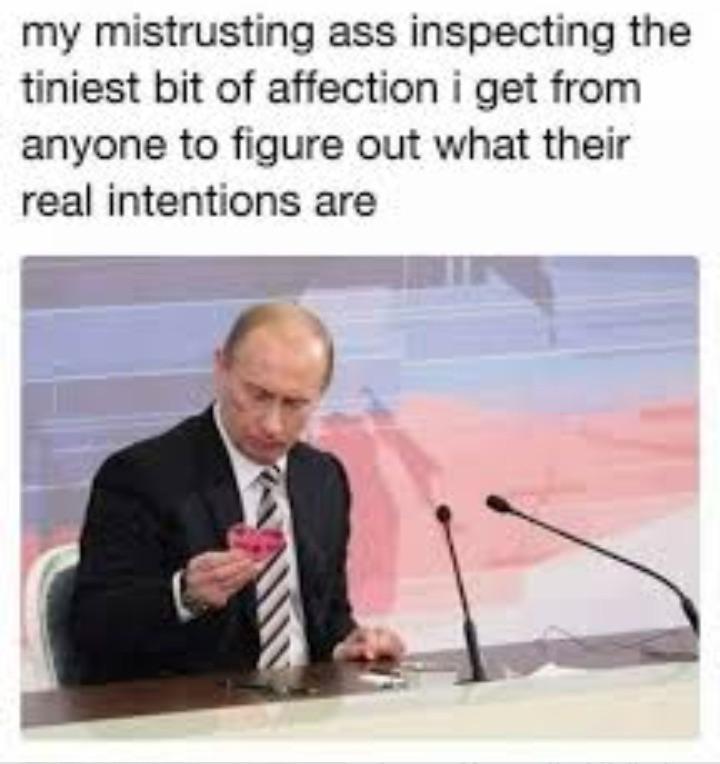 my mistrusting ass inspecting the
tiniest bit of affection i get from
anyone to figure out what their
real intentions are